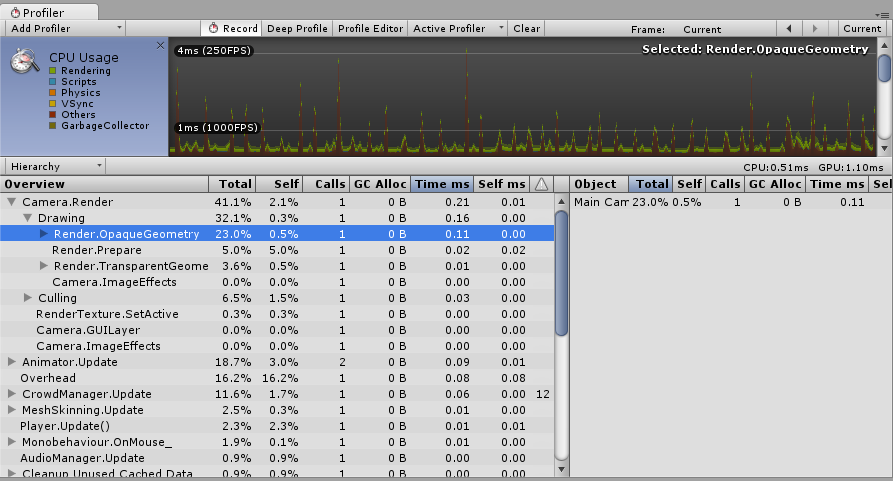 Profiler
Add Profiler Record Deep Profile Profile Editor Active Profiler Clear Frame: Current Current
CPU Usage
Rendering
Scripts
Physics
VSync
Others
GarbageCollector
4ms (250FPS) Selected: Render.OpaqueGeometry
1ms (1000FPS)
Hierarchy CPU:0.51ms GPU:1.10ms
Overview Total Self Calls GC Alloc Time ms Self ms Object Total Self Calls GC Alloc Time ms Sel
Camera.Render 41.1% 2.1% 1 0 B 0.21 0.01 Main Cam 23.0% 0.5% 1 0 B 0.11
Drawing 32.1% 0.3% 1 0 B 0.16 0.00
Render.OpaqueGeometry 23.0% 0.5% 1 0 B 0.11 0.00
Render.Prepare 5.0% 5.0% 1 0 B 0.02 0.02
Render.TransparentGeome 3.6% 0.5% 1 0 B 0.01 0.00
Camera.ImageEffects 0.0% 0.0% 1 0 B 0.00 0.00
Culling 6.5% 1.5% 1 0 B 0.03 0.00
RenderTexture.SetActive 0.3% 0.3% 1 0 B 0.00 0.00
Camera.GUILayer 0.0% 0.0% 1 0 B 0.00 0.00
Camera.ImageEffects 0.0% 0.0% 1 0 B 0.00 0.00
Animator.Update 18.7% 3.0% 2 0 B 0.09 0.01
Overhead 16.2% 16.2% 1 0 B 0.08 0.08
CrowdManager.Update 11.6% 1.7% 1 0 B 0.06 0.00 12
MeshSkinning.Update 2.5% 0.3% 1 0 B 0.01 0.00
Player.Update() 2.3% 2.3% 1 0 B 0.01 0.01
Monobehaviour.OnMouse_ 1.9% 0.1% 1 0 B 0.01 0.00
AudioManager.Update 0.9% 0.9% 1 0 B 0.00 0.00
Cleanup Unused Cached Data 0.9% 0.0% 1 0 B 0.00 0.00